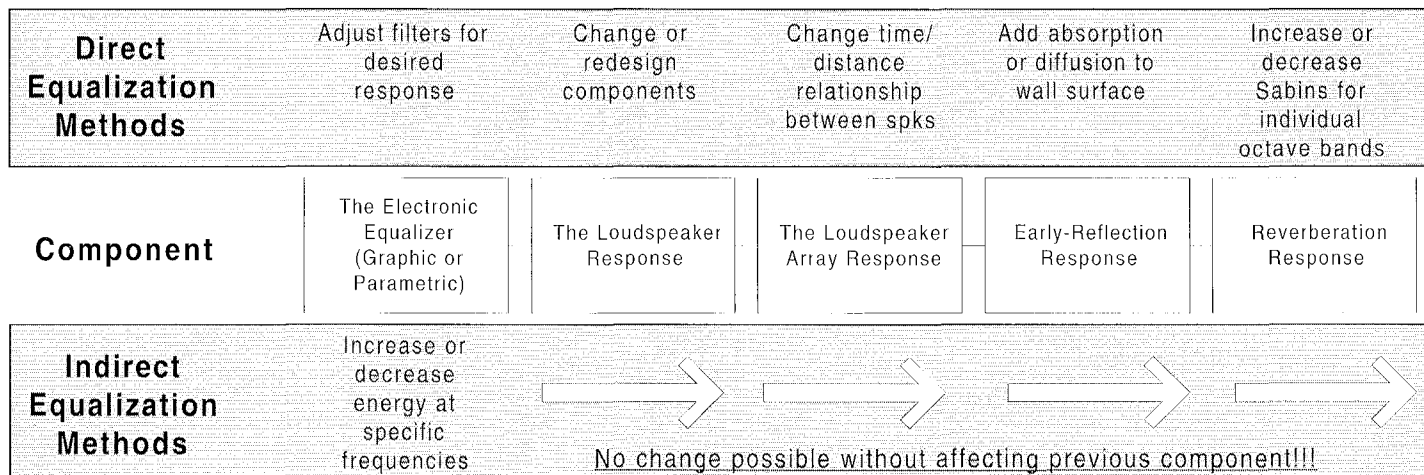 Direct
Equalization
Methods
Adjust filters for
desired
response
Change or
redesign
components
Change time/
distance
relationship
between spks
Add absorption
or diffusion to
wall surface
Increase or
decrease
Sabins for
individual
octave bands
Component
The Electronic
Equalizer
(Graphic or
Parametric)
The Loudspeaker
Response
The Loudspeaker
Array Response
Early-Reflection
Response
Reverberation
Response
Indirect
Equalization
Methods
Increase or
decrease
energy at
specific
frequencies
No change possible without affecting previous component!!!